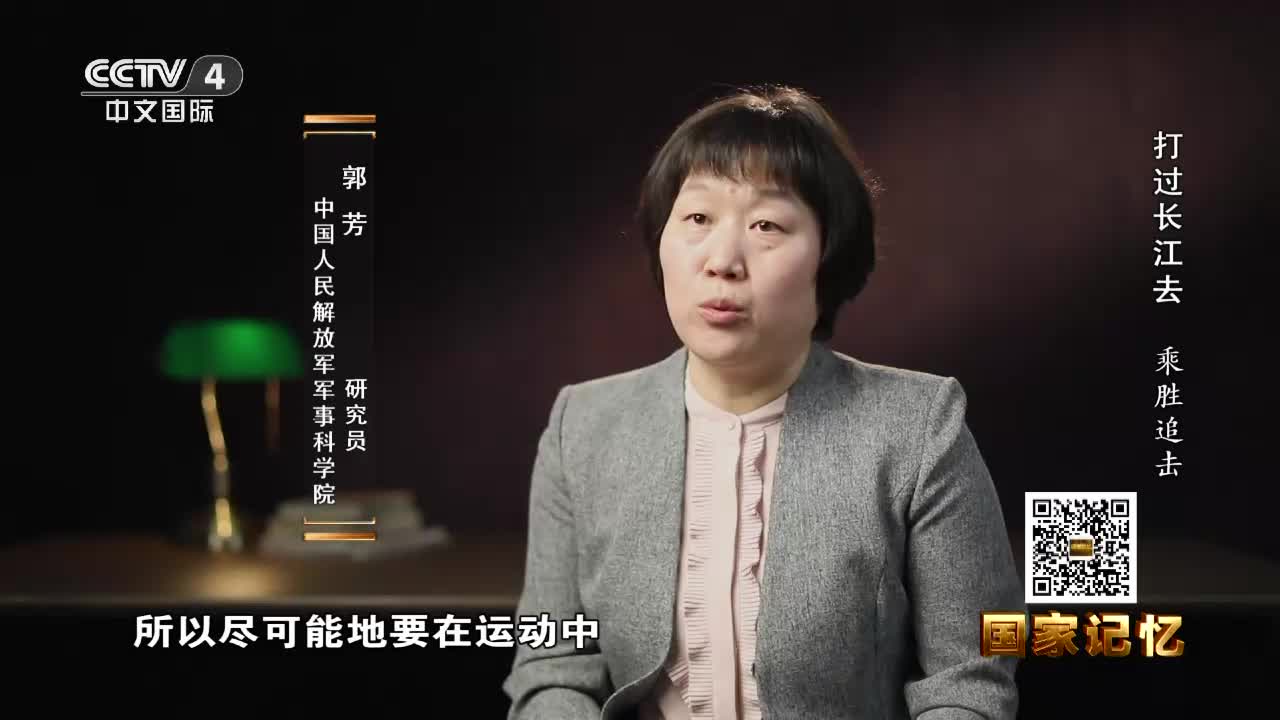 CCTV 4
中文国际
郭芳
中国人民解放军军事科学院
研究员
打过长江去 乘胜追击
国家记忆
所以尽可能地要在运动中